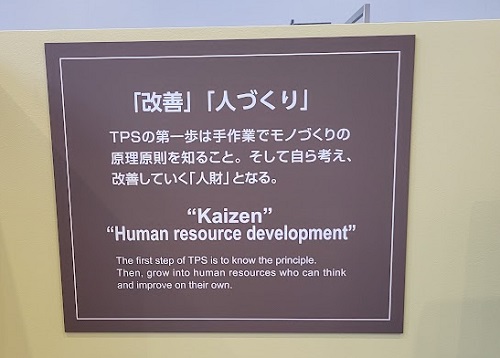 「改善」「人づくり」
TPSの第一歩は手作業でモノづくりの
原理原則を知ること。そして自ら考え、
改善していく「人財」となる。
“Kaizen”
“Human resource development”
The first step of TPS is to know the principle.
Then, grow into human resources who can think
and improve on their own.